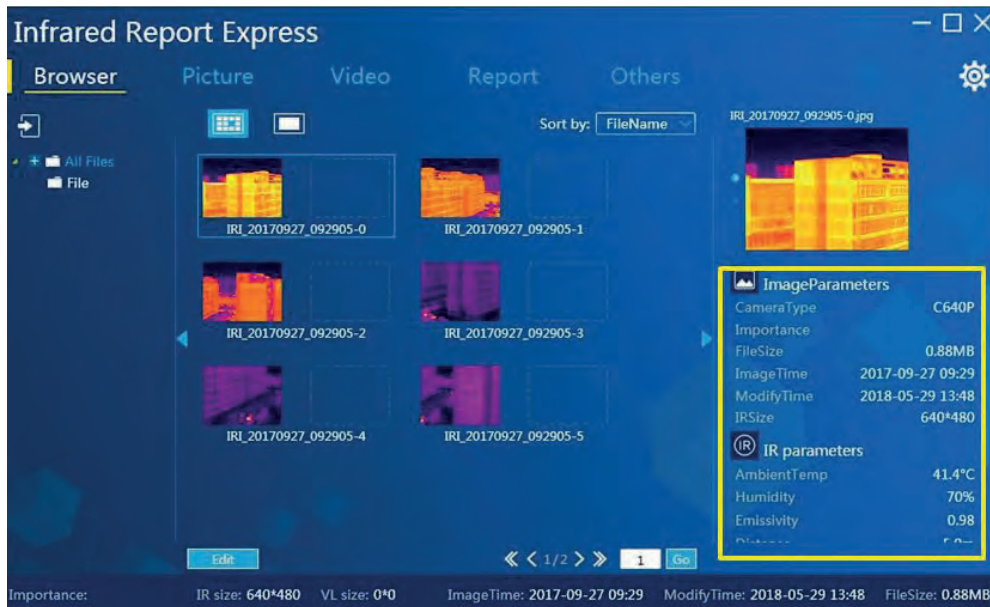 Infrared Report Express
Browser Picture Video Report Others
Sort by: FileName
All Files
File
IRI_20170927_092905-0 IRI_20170927_092905-1
IRI_20170927_092905-2 IRI_20170927_092905-3
IRI_20170927_092905-4 IRI_20170927_092905-5
Edit 1/2 1 Go
IRI_20170927_092905-0.jpg
ImageParameters
CameraType C640P
Importance
FileSize 0.88MB
ImageTime 2017-09-27 09:29
ModifyTime 2018-05-29 13:48
IRSize 640*480
IR IR parameters
AmbientTemp 41.4°C
Humidity 70%
Emissivity 0.98
Importance: IR size: 640*480 VL size: 0*0 ImageTime: 2017-09-27 09:29 ModifyTime: 2018-05-29 13:48 FileSize: 0.88MB